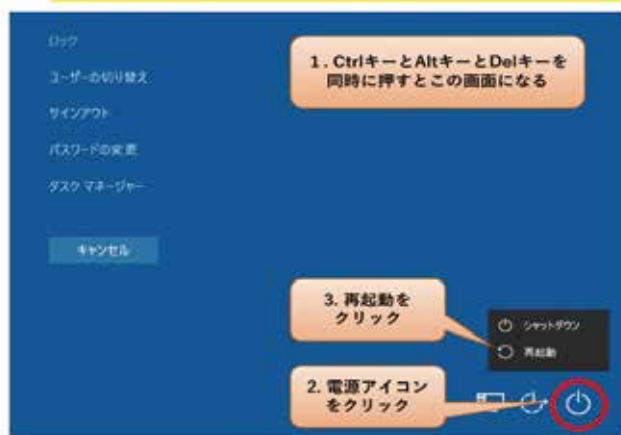 ロック
ユーザーの切り替え
サインアウト
パスワードの変更
タスク マネージャー
キャンセル
1. CtrlキーとAltキーとDelキーを
同時に押すとこの画面になる
3. 再起動を
クリック
シャットダウン
再起動
2. 電源アイコン
をクリック